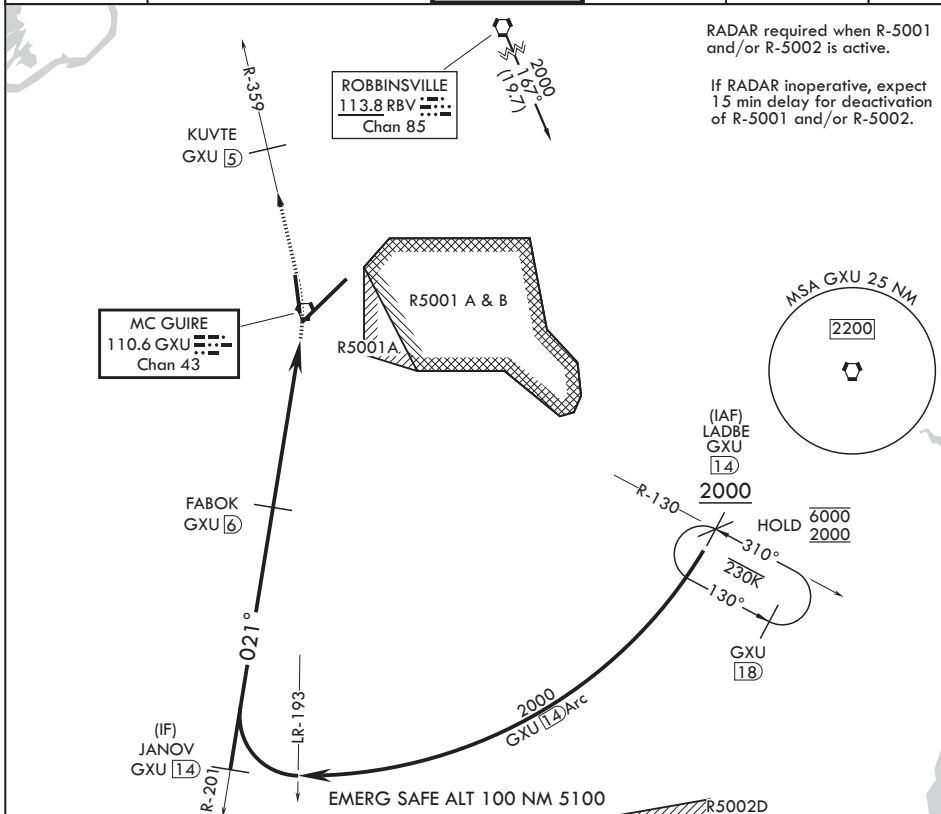 RADAR required when R-5001
and/or R-5002 is active.
If RADAR inoperative, expect
15 min delay for deactivation
of R-5001 and/or R-5002.
2000
167°
(19.7)
ROBBINSVILLE
113.8 RBV
Chan 85
R-359
KUVTE
GXU 5
R5001 A & B
R5001A
MC GUIRE
110.6 GXU
Chan 43
MSA GXU 25 NM
2200
(IAF)
LADBE
GXU
14
2000
R-130
HOLD 6000
2000
310°
230K
130°
GXU
18
FABOK
GXU 6
021°
LR-193
2000
GXU 14 Arc
(IF)
JANOV
GXU 14
R-201
EMERG SAFE ALT 100 NM 5100
R5002D